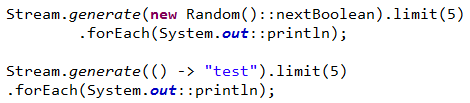 Stream.generate(new Random()::nextBoolean).limit(5)
.forEach(System.out::println);
Stream.generate(() -> "test").limit(5)
.forEach(System.out::println);